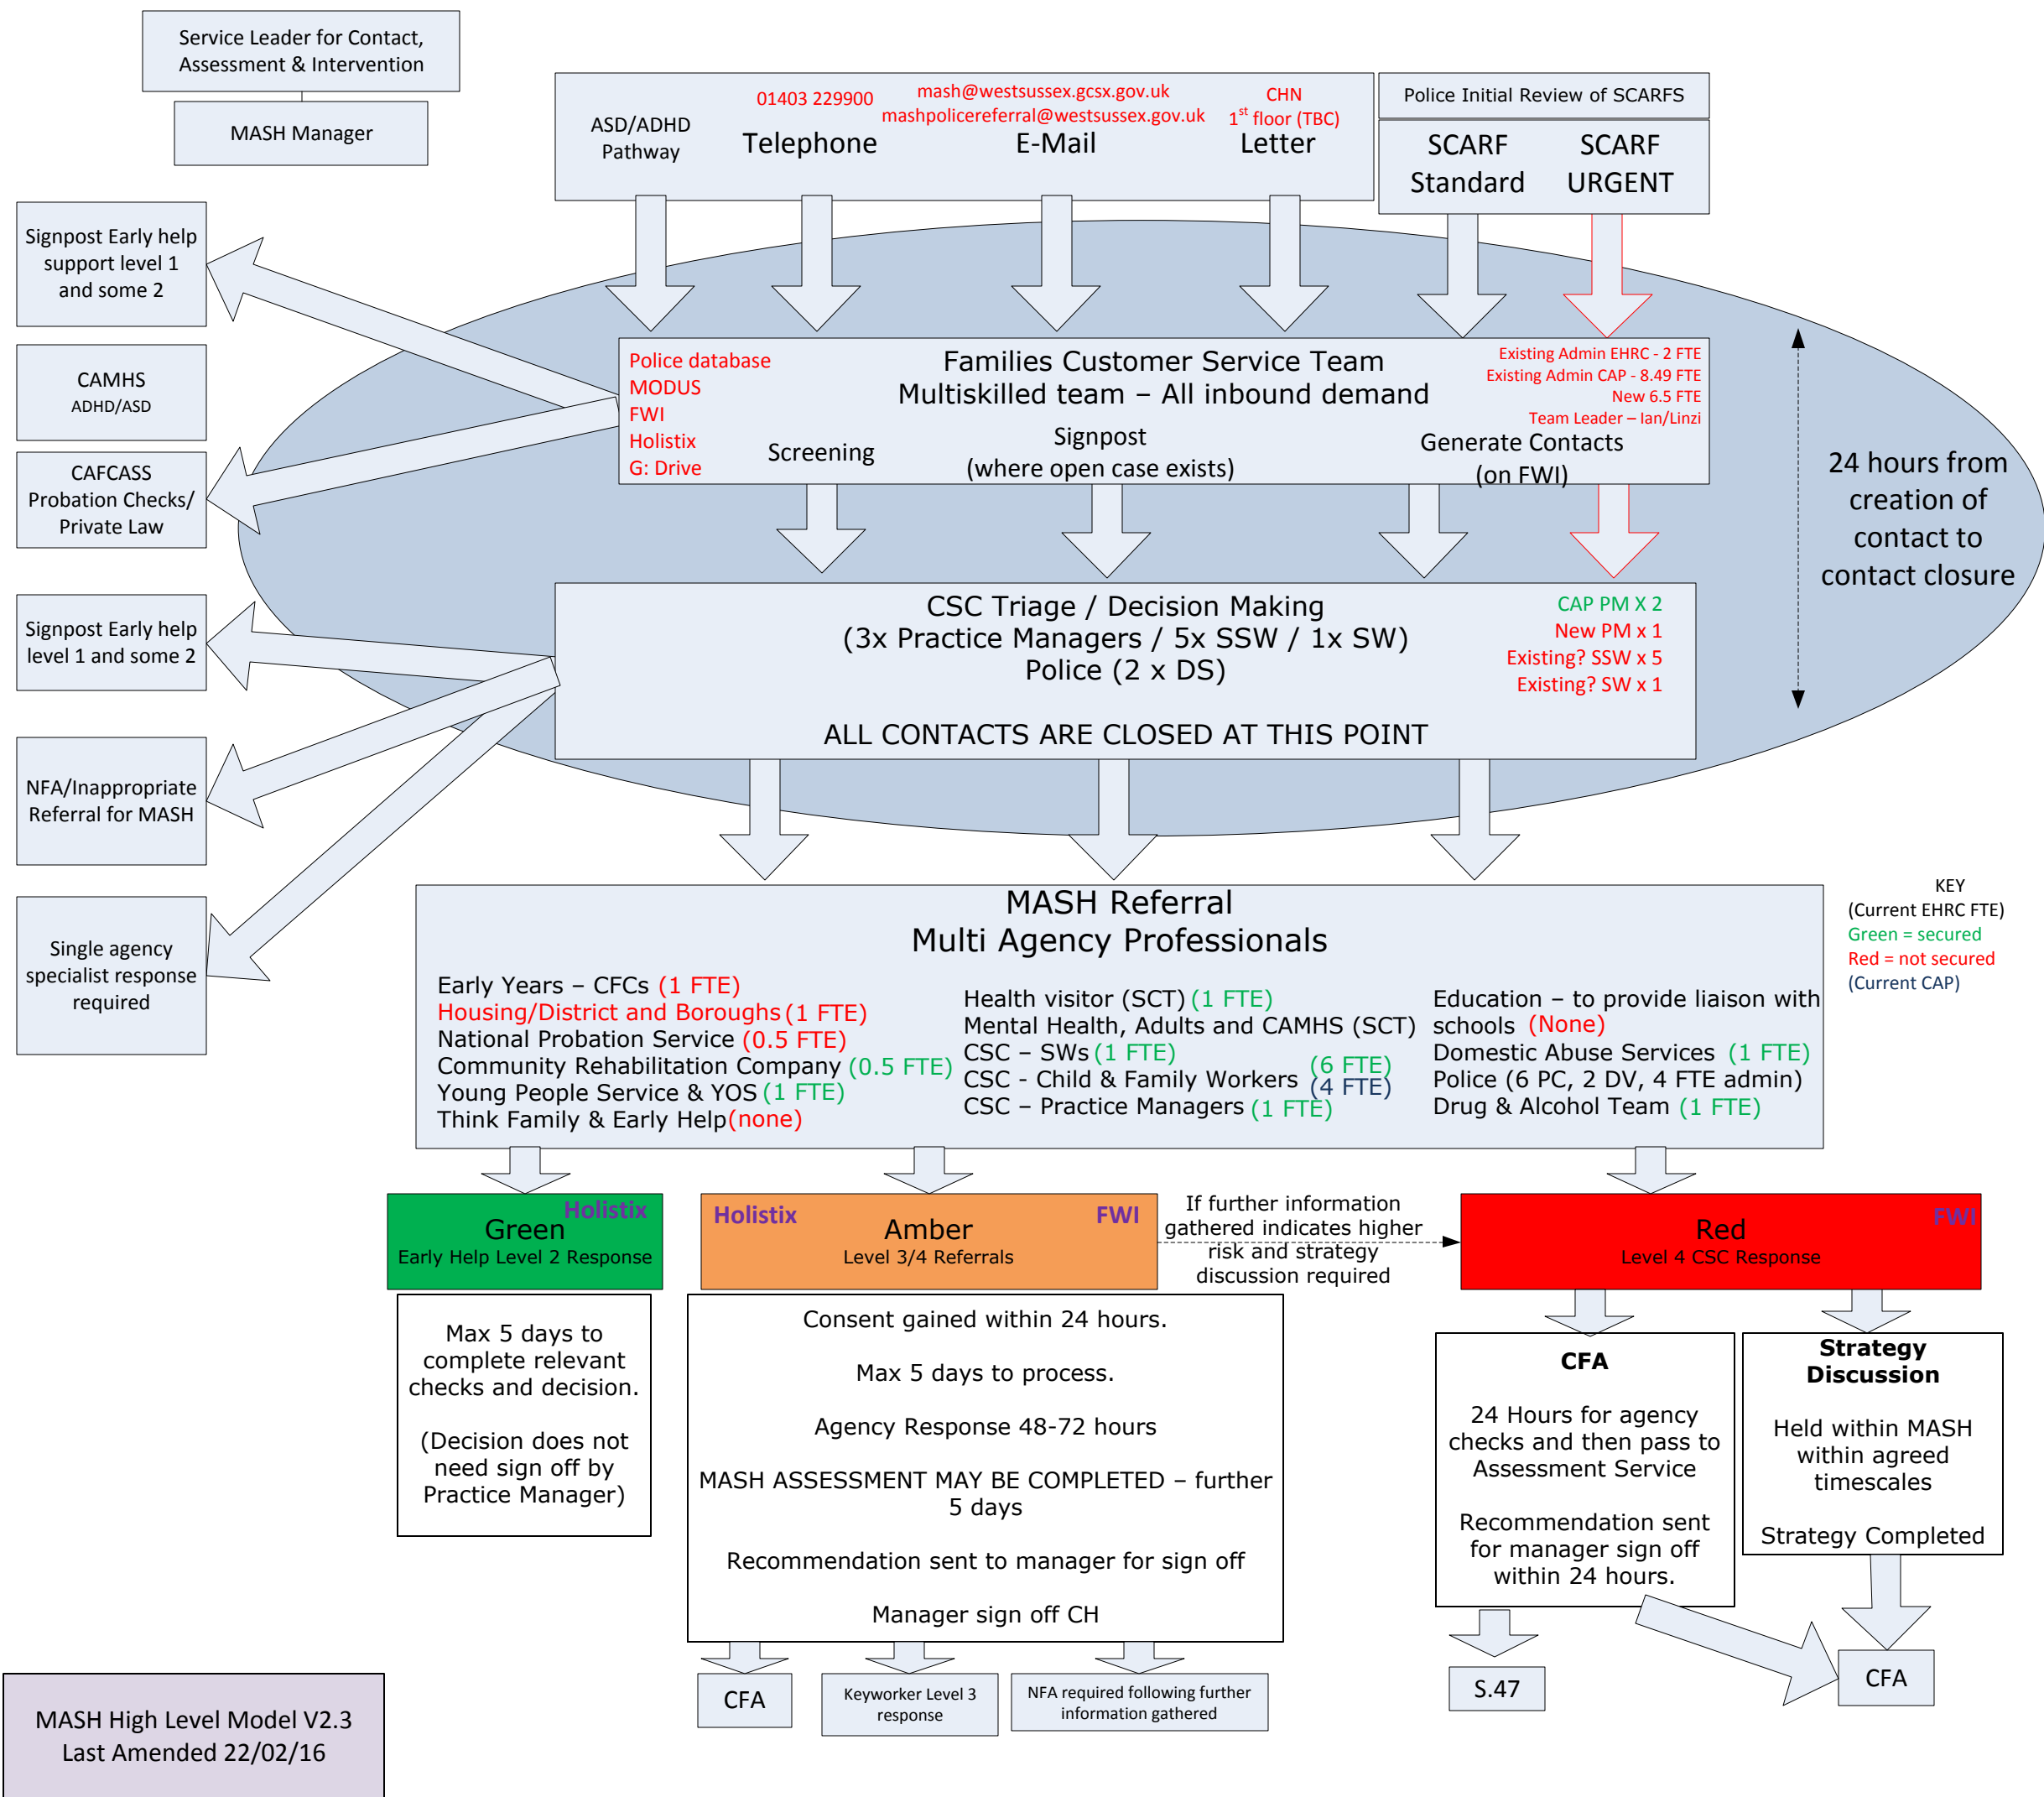 Service Leader for Contact,
Assessment & Intervention
MASH Manager
ASD/ADHD
Pathway
01403 229900
Telephone
mash@westsussex.gcsx.gov.uk
mashpolicereferral@westsussex.gov.uk
E-Mail
CHN
1st floor (TBC)
Letter
Police Initial Review of SCARFS
SCARF
Standard
SCARF
URGENT
Signpost Early help
support level 1
and some 2
CAMHS
ADHD/ASD
CAFCASS
Probation Checks/
Private Law
Signpost Early help
level 1 and some 2
NFA/Inappropriate
Referral for MASH
Single agency
specialist response
required
Police database
MODUS
FWI
Holistix
G: Drive
Families Customer Service Team
Multiskilled team – All inbound demand
Screening
Signpost
(where open case exists)
Generate Contacts
(on FWI)
Existing Admin EHRC - 2 FTE
Existing Admin CAP - 8.49 FTE
New 6.5 FTE
Team Leader – Ian/Linzi
24 hours from
creation of
contact to
contact closure
CSC Triage / Decision Making
(3x Practice Managers / 5x SSW / 1x SW)
Police (2 x DS)
ALL CONTACTS ARE CLOSED AT THIS POINT
CAP PM X 2
New PM x 1
Existing? SSW x 5
Existing? SW x 1
MASH Referral
Multi Agency Professionals
Early Years – CFCs (1 FTE)
Housing/District and Boroughs (1 FTE)
National Probation Service (0.5 FTE)
Community Rehabilitation Company (0.5 FTE)
Young People Service & YOS (1 FTE)
Think Family & Early Help (none)
Health visitor (SCT) (1 FTE)
Mental Health, Adults and CAMHS (SCT)
CSC – SWs (1 FTE) (6 FTE)
CSC - Child & Family Workers (4 FTE)
CSC – Practice Managers (1 FTE)
Education – to provide liaison with
schools (None)
Domestic Abuse Services (1 FTE)
Police (6 PC, 2 DV, 4 FTE admin)
Drug & Alcohol Team (1 FTE)
KEY
(Current EHRC FTE)
Green = secured
Red = not secured
(Current CAP)
Holistix
Green
Early Help Level 2 Response
Holistix
FWI
Amber
Level 3/4 Referrals
If further information
gathered indicates higher
risk and strategy
discussion required
FWI
Red
Level 4 CSC Response
Max 5 days to
complete relevant
checks and decision.
(Decision does not
need sign off by
Practice Manager)
Consent gained within 24 hours.
Max 5 days to process.
Agency Response 48-72 hours
MASH ASSESSMENT MAY BE COMPLETED – further
5 days
Recommendation sent to manager for sign off
Manager sign off CH
CFA
24 Hours for agency
checks and then pass to
Assessment Service
Recommendation sent
for manager sign off
within 24 hours.
Strategy
Discussion
Held within MASH
within agreed
timescales
Strategy Completed
CFA
Keyworker Level 3
response
NFA required following further
information gathered
S.47
CFA
MASH High Level Model V2.3
Last Amended 22/02/16